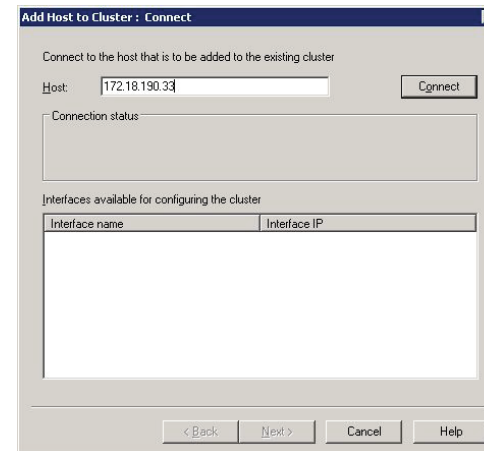 Add Host to Cluster : Connect
Connect to the host that is to be added to the existing cluster
Host: 172.18.190.33 Connect
Connection status
Interfaces available for configuring the cluster
Interface name Interface IP
< Back Next > Cancel Help